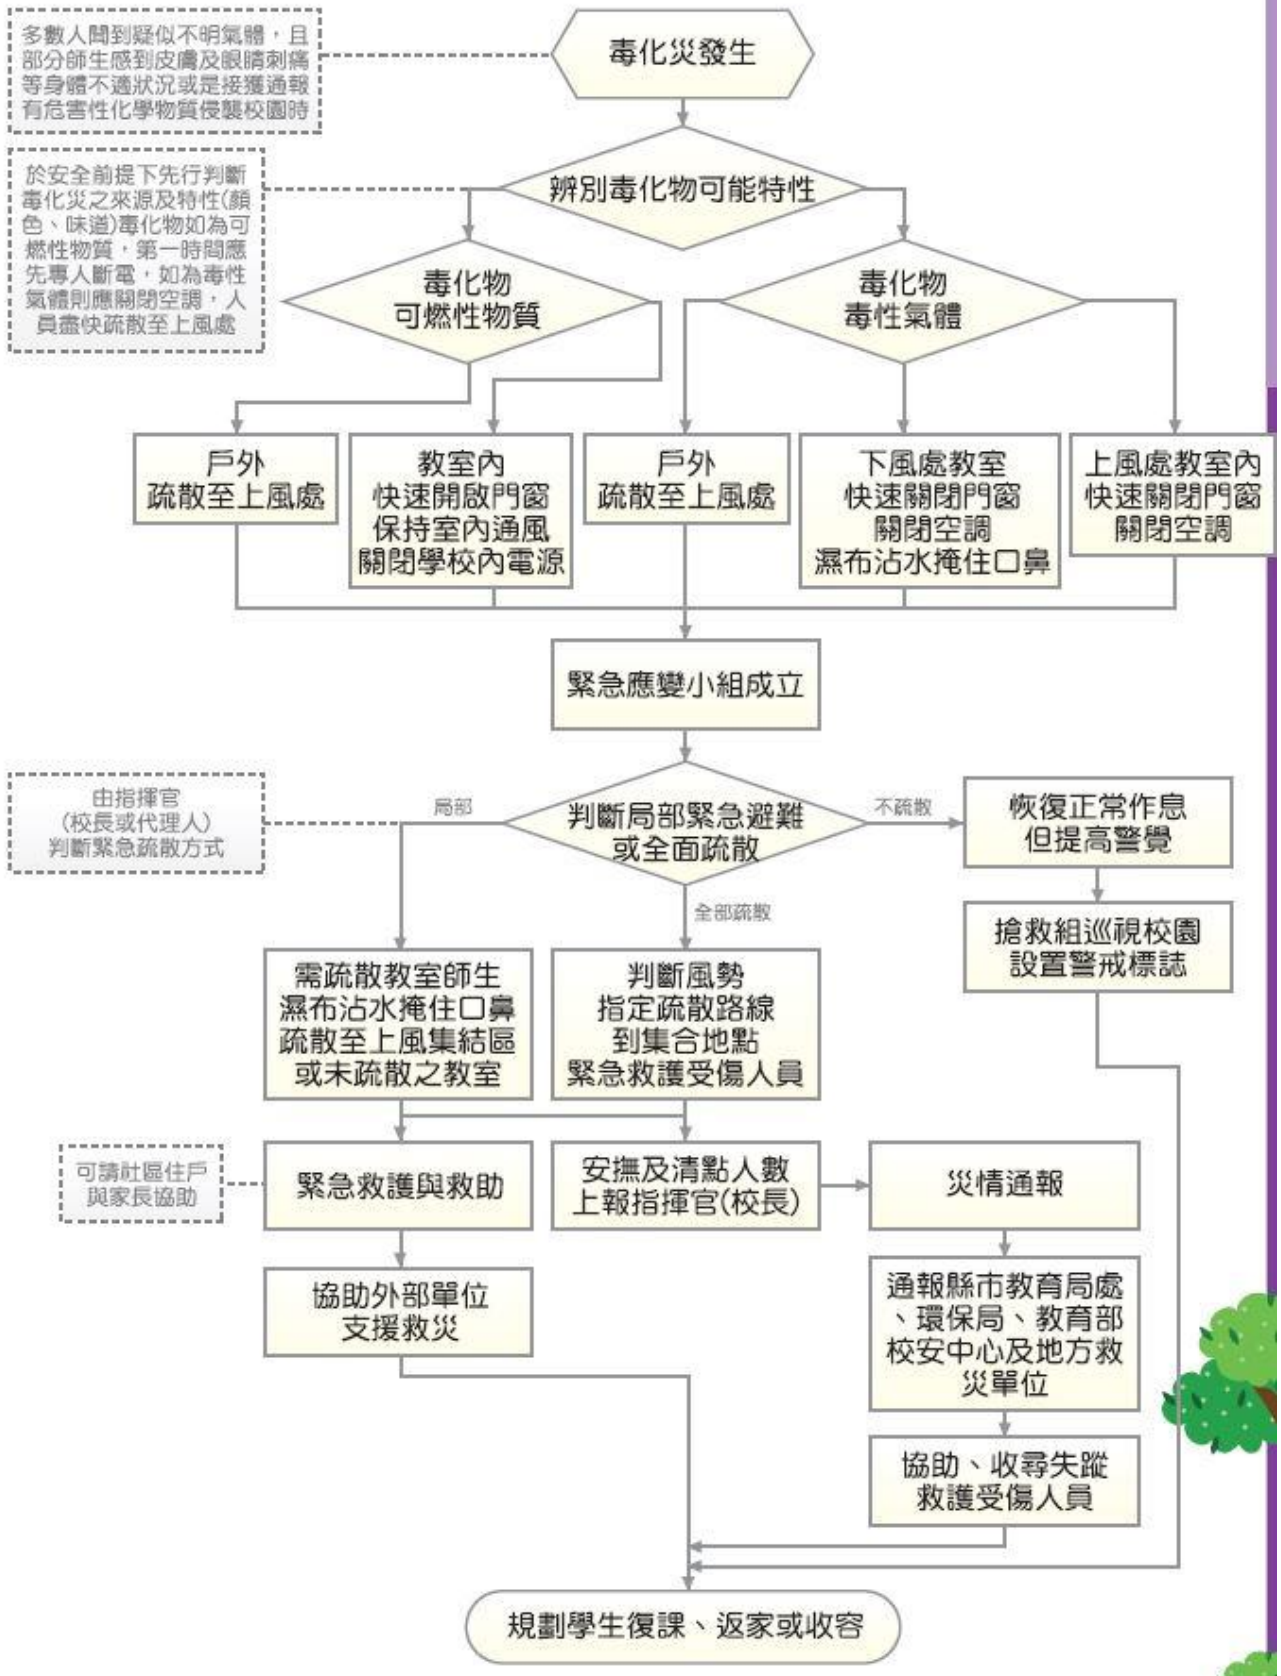 多數人聞到疑似不明氣體，且
部分師生感到皮膚及眼睛刺痛
等身體不適狀況或是接獲通報
有危害性化學物質侵襲校園時
毒化災發生
於安全前提下先行判斷
毒化災之來源及特性(顏
色、味道)毒化物如為可
燃性物質，第一時間應
先專人斷電，如為毒性
氣體則應關閉空調，人
員盡快疏散至上風處
辨別毒化物可能特性
毒化物
可燃性物質
毒化物
毒性氣體
戶外
疏散至上風處
教室內
快速開啟門窗
保持室內通風
關閉學校內電源
戶外
疏散至上風處
下風處教室
快速關閉門窗
關閉空調
濕布沾水掩住口鼻
上風處教室內
快速關閉門窗
關閉空調
緊急應變小組成立
由指揮官
(校長或代理人)
判斷緊急疏散方式
局部
判斷局部緊急避難
或全面疏散
不疏散
恢復正常作息
但提高警覺
全部疏散
搶救組巡視校園
設置警戒標誌
需疏散教室師生
濕布沾水掩住口鼻
疏散至上風集結區
或未疏散之教室
判斷風勢
指定疏散路線
到集合地點
緊急救護受傷人員
可請社區住戶
與家長協助
緊急救護與救助
安撫及清點人數
上報指揮官(校長)
災情通報
協助外部單位
支援救災
通報縣市教育局處
、環保局、教育部
校安中心及地方救
災單位
協助、收尋失蹤
救護受傷人員
規劃學生復課、返家或收容